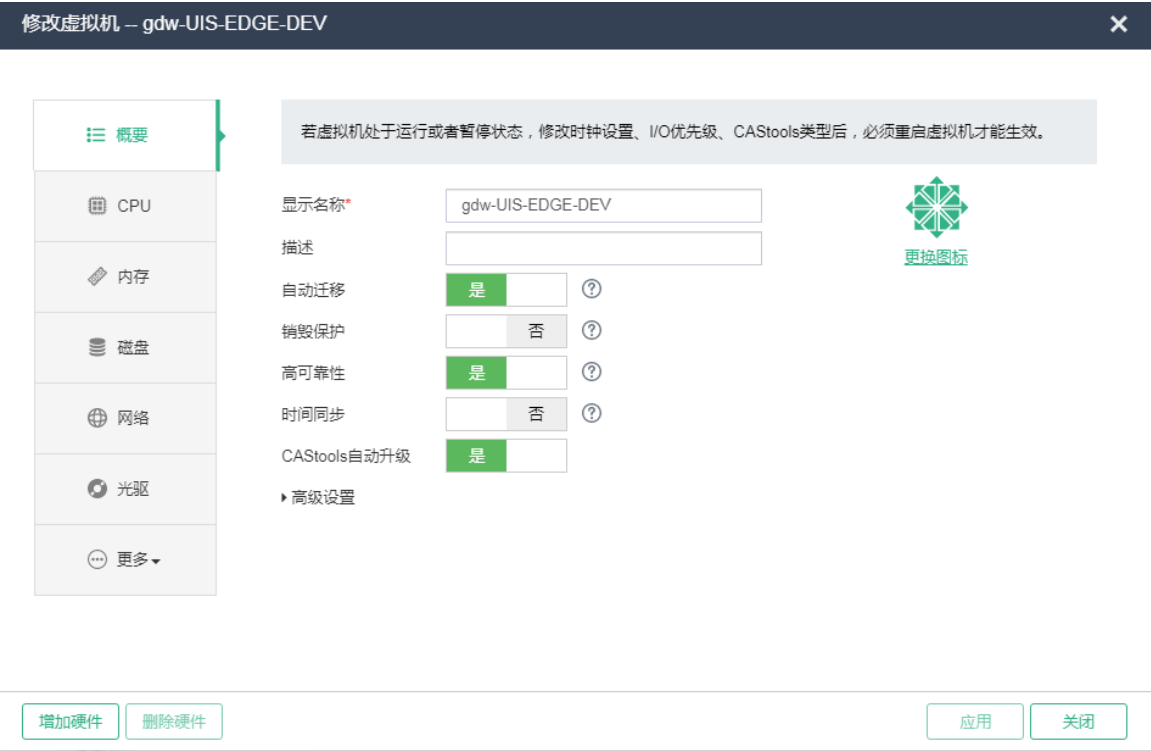 修改虚拟机 -- gdw-UIS-EDGE-DEV
概要
CPU
内存
磁盘
网络
光驱
更多
若虚拟机处于运行或者暂停状态，修改时钟设置、I/O优先级、CAStools类型后，必须重启虚拟机才能生效。
显示名称* gdw-UIS-EDGE-DEV
更换图标
描述
自动迁移 是
销毁保护 否
高可靠性 是
时间同步 否
CAStools自动升级 是
高级设置
增加硬件 删除硬件 应用 关闭